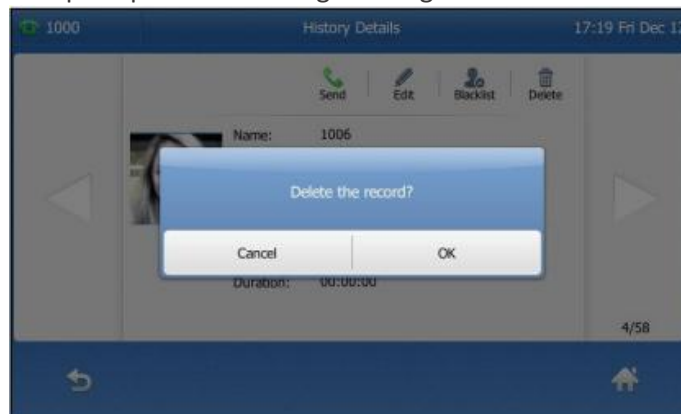 1000 History Details 17:19 Fri Dec 12
Send Edit Blacklist Delete
Name: 1006
Delete the record?
Cancel OK
Duration: 00:00:00
4/58